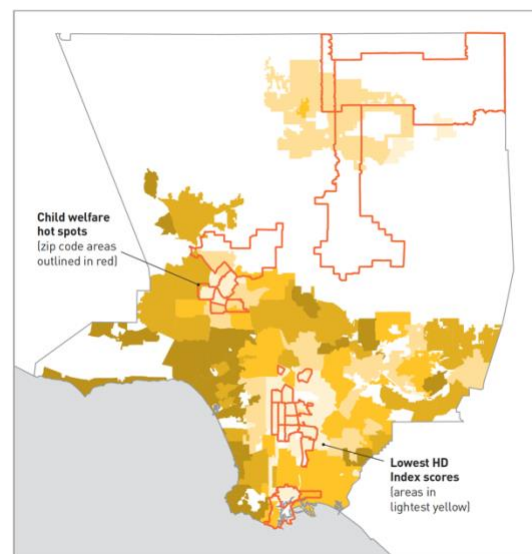 Child welfare
hot spots
(zip code areas
outlined in red)
Lowest HD
Index scores
(areas in
lightest yellow)